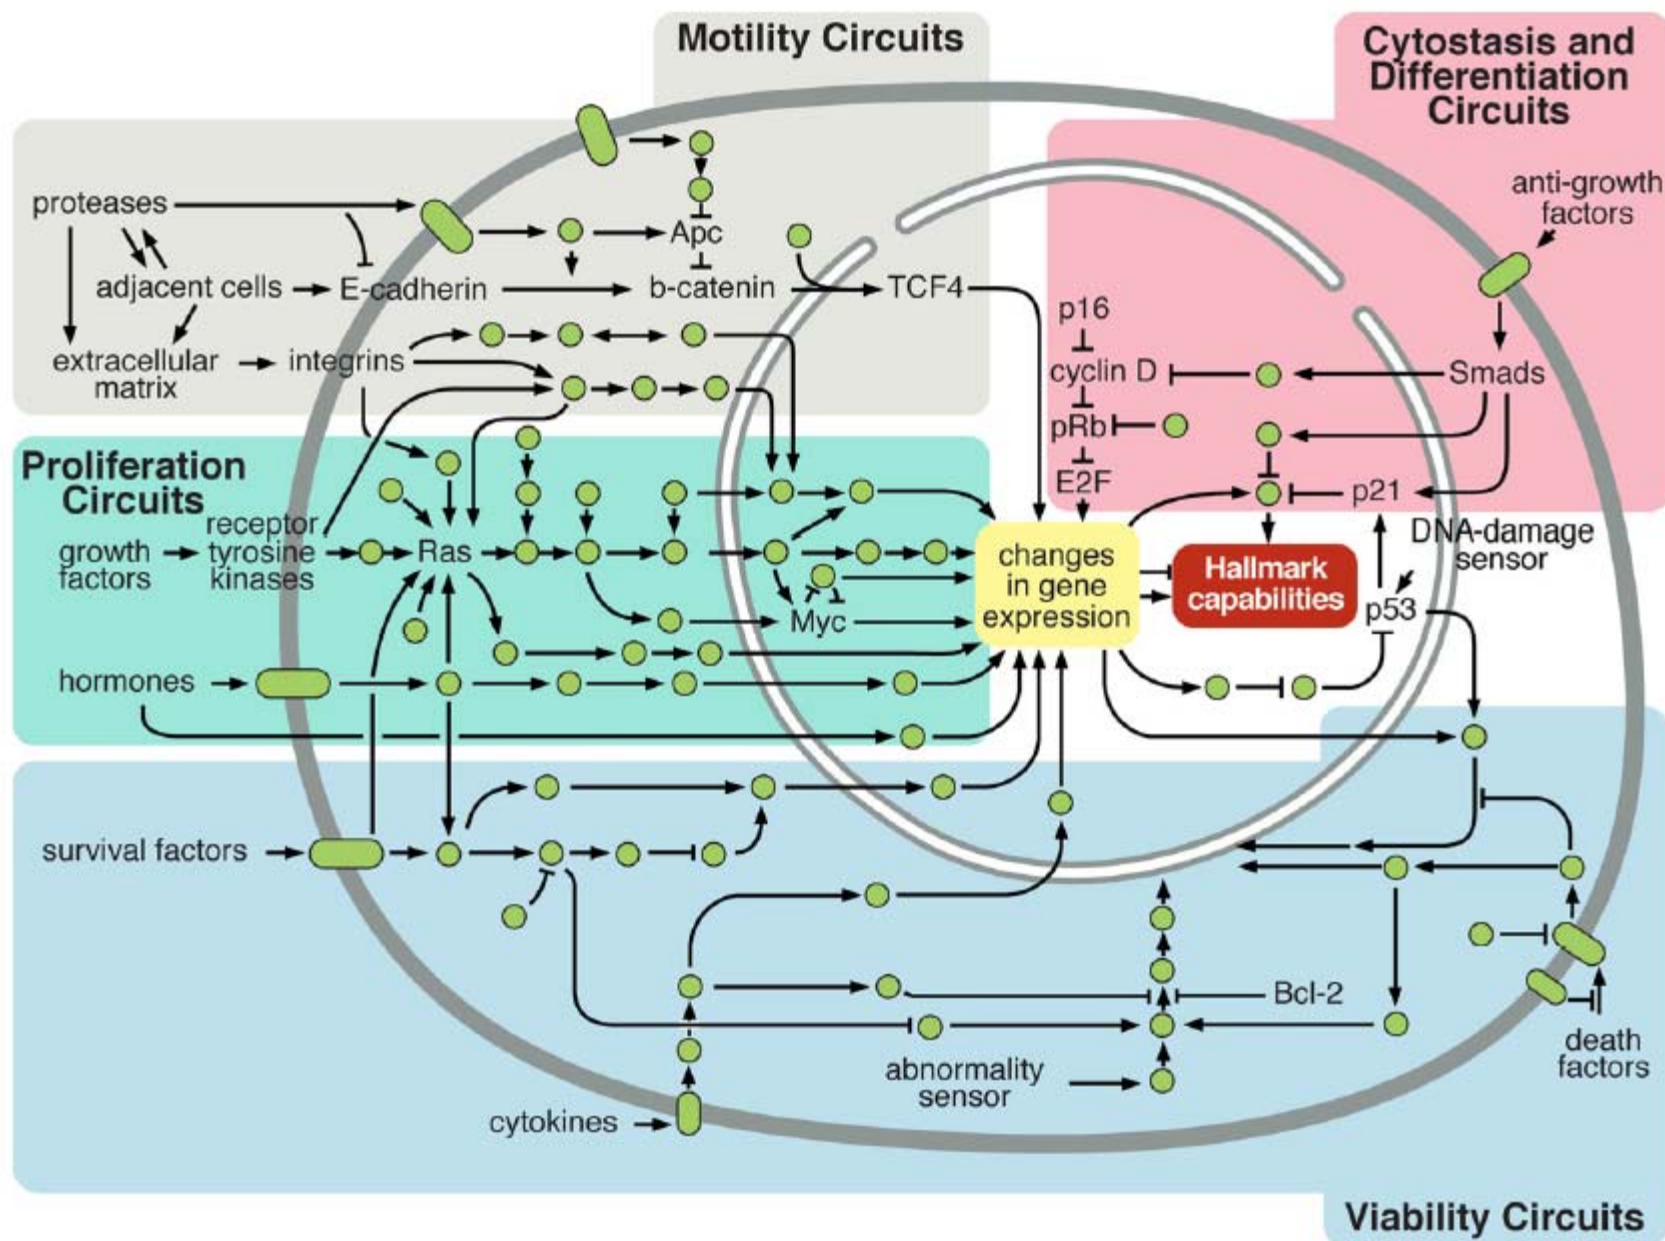 Motility Circuits
Cytostasis and
Differentiation
Circuits
anti-growth
factors
proteases
Apc
adjacent cells
E-cadherin
b-catenin
TCF4
p16
extracellular
matrix
integrins
cyclin D
Smads
pRb
E2F
p21
Proliferation
Circuits
receptor
tyrosine
kinases
growth
factors
Ras
changes
in gene
expression
Hallmark
capabilities
DNA-damage
sensor
p53
Myc
hormones
survival factors
Bcl-2
death
factors
abnormality
sensor
cytokines
Viability Circuits